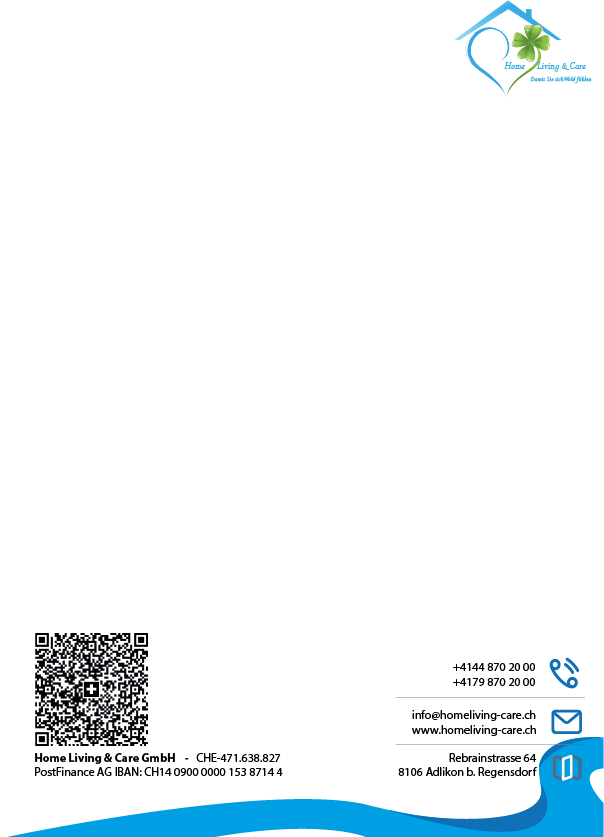 Home Living & Care
Damit Sie sich Wohl fühlen
+4144 870 20 00
+4179 870 20 00
info@homeliving-care.ch
www.homeliving-care.ch
Home Living & Care GmbH - CHE-471.638.827
PostFinance AG IBAN: CH14 0900 0000 153 8714 4
Rebrainstrasse 64
8106 Adlikon b. Regensdorf